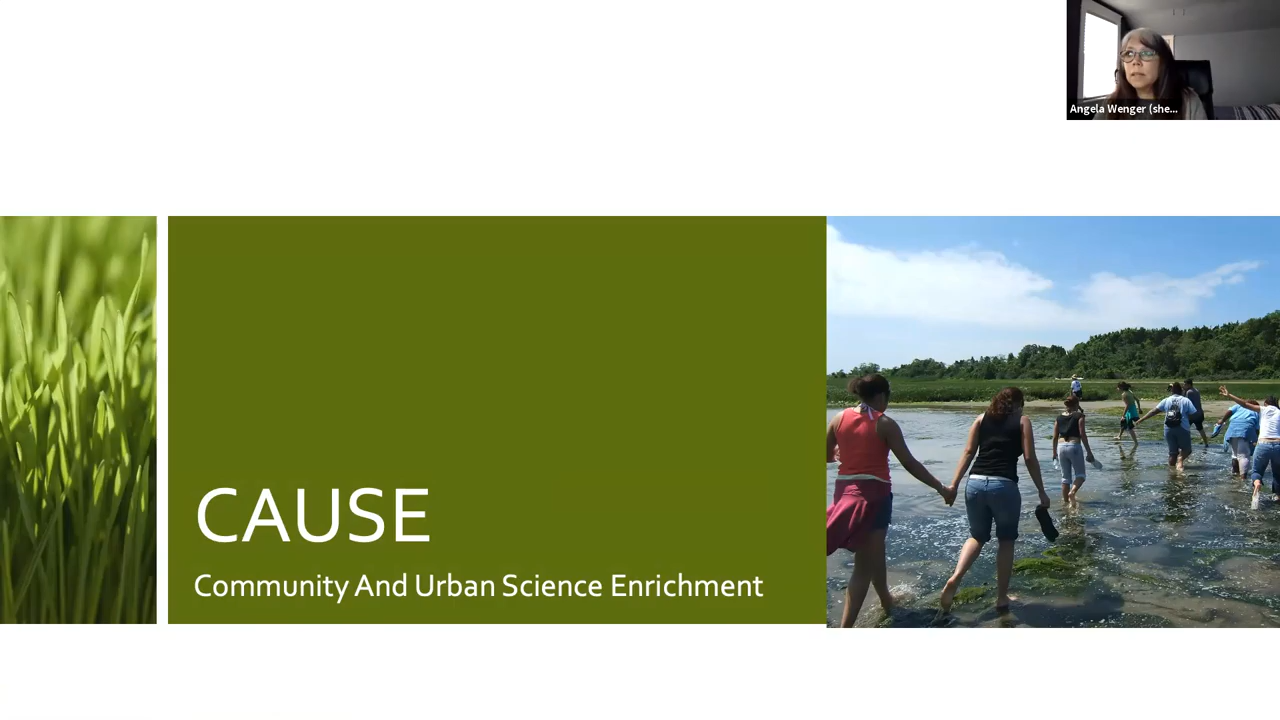 Angela Wenger (she...
CAUSE
Community And Urban Science Enrichment